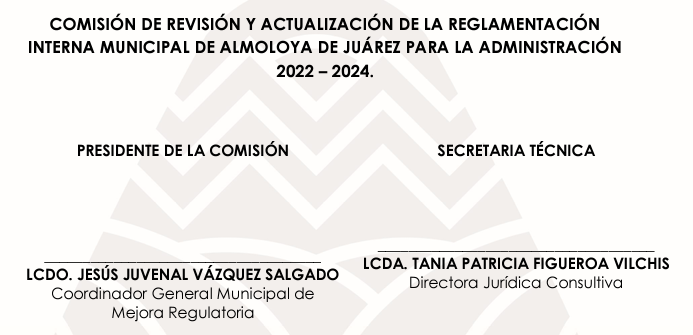 COMISIÓN DE REVISIÓN Y ACTUALIZACIÓN DE LA REGLAMENTACIÓN
INTERNA MUNICIPAL DE ALMOLOYA DE JUÁREZ PARA LA ADMINISTRACIÓN
2022 – 2024.
PRESIDENTE DE LA COMISIÓN
LCDO. JESÚS JUVENAL VÁZQUEZ SALGADO
Coordinador General Municipal de
Mejora Regulatoria
SECRETARIA TÉCNICA
LCDA. TANIA PATRICIA FIGUEROA VILCHIS
Directora Jurídica Consultiva